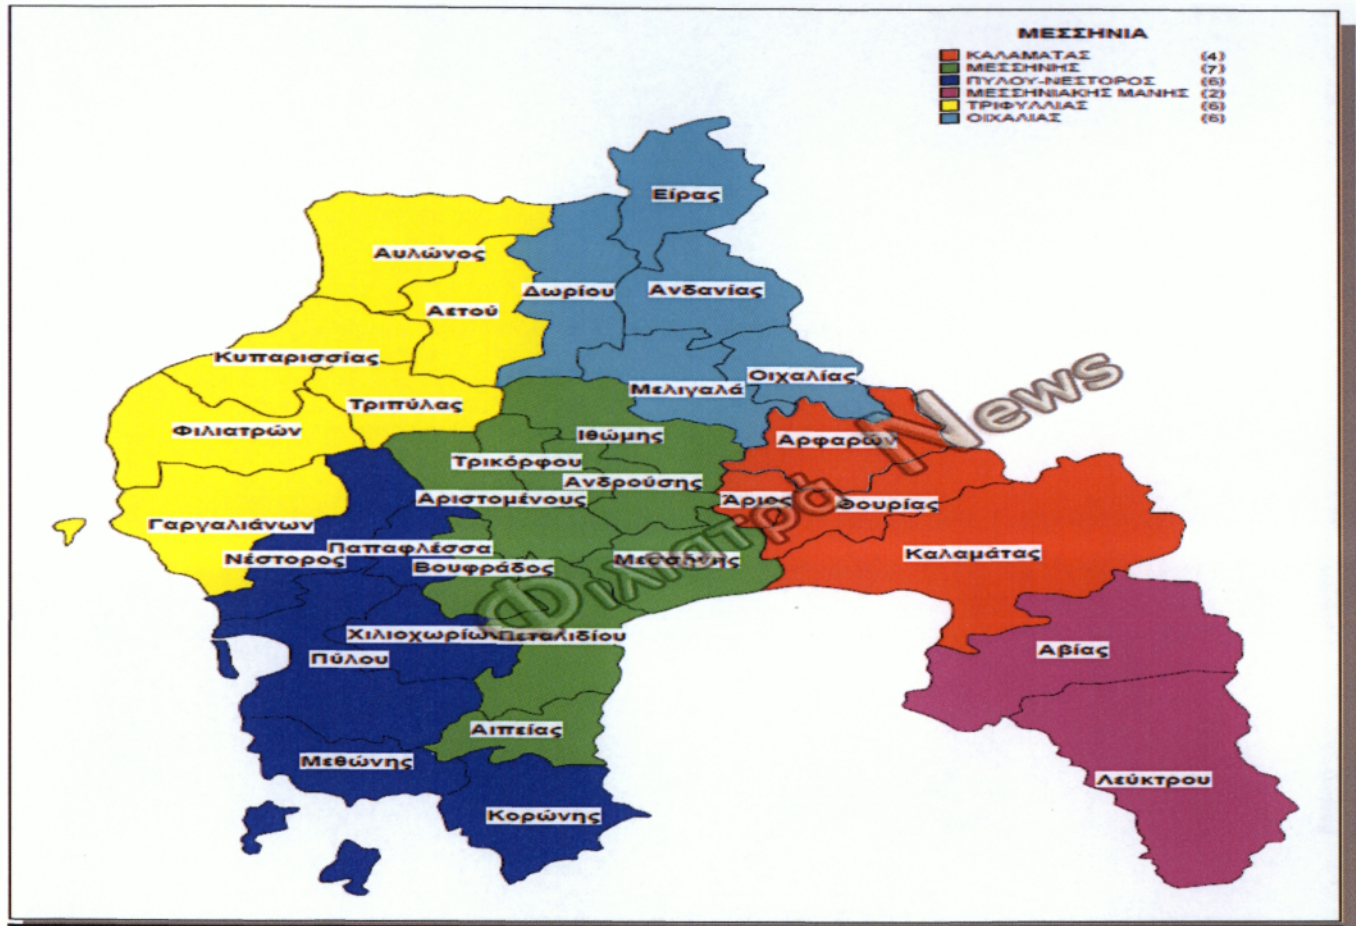 ΜΕΣΣΗΝΙΑ
ΚΑΛΑΜΑΤΑΣ (4)
ΜΕΣΣΗΝΗΣ (7)
ΠΥΛΟΥ-ΝΕΣΤΟΡΟΣ (6)
ΜΕΣΣΗΝΙΑΚΗΣ ΜΑΝΗΣ (2)
ΤΡΙΦΥΛΛΙΑΣ (6)
ΟΙΧΑΛΙΑΣ (6)
Είρας
Αυλώνος
Δωρίου
Ανδανίας
Αετού
Κυπαρισσίας
Οιχαλίας
Μελιγαλά
Τριπύλας
Φιλιατρών
Ιθώμης
Αρφαρών
Τρικόρφου
Ανδρούσης
Αριστομένους
Άριος
Θουρίας
Γαργαλιάνων
Παπαφλέσσα
Νέστορος
Βουφράδος
Μεσσήνης
Καλαμάτας
Χιλιοχωρίων
Πεταλιδίου
Πύλου
Αβίας
Αιπείας
Μεθώνης
Λεύκτρου
Κορώνης
Φιλιατρά News